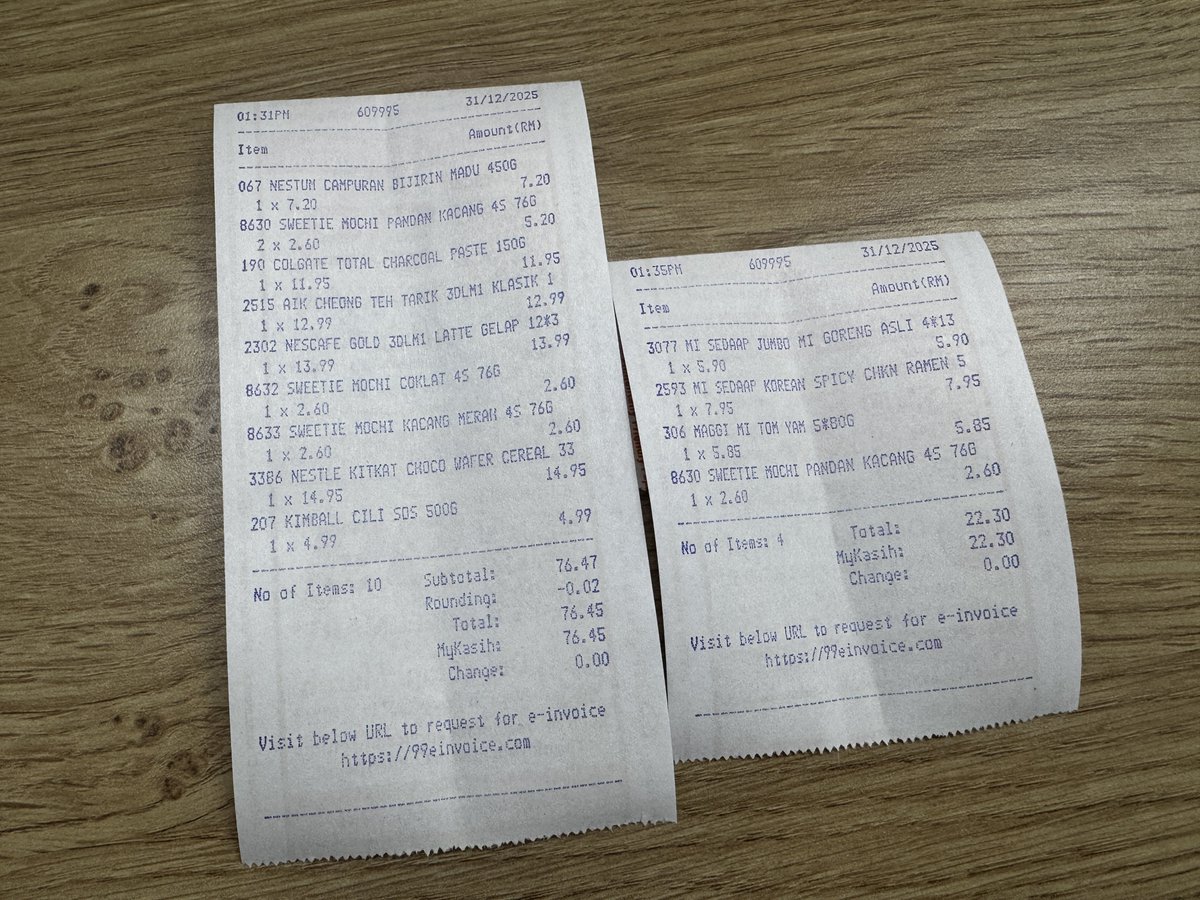 01:31PM 609995 31/12/2025
Item Amount(RM)
067 NESTUM CAMPURAN BIJIRIN MADU 450G
1 x 7.20 7.20
8630 SWEETIE MOCHI PANDAN KACANG 4S 76G
2 x 2.60 5.20
190 COLGATE TOTAL CHARCOAL PASTE 150G
1 x 11.95 11.95
2515 AIK CHEONG TEH TARIK 3DLM1 KLASIK 1
1 x 12.99 12.99
2302 NESCAFE GOLD 3DLM1 LATTE GELAP 12*3
1 x 13.99 13.99
8632 SWEETIE MOCHI COKLAT 4S 76G
1 x 2.60 2.60
8633 SWEETIE MOCHI KACANG MERAH 4S 76G
1 x 2.60 2.60
3386 NESTLE KITKAT CHOCO WAFER CEREAL 33
1 x 14.95 14.95
207 KIMBALL CILI SOS 500G
1 x 4.99 4.99
No of Items: 10 Subtotal: 76.47
Rounding: -0.02
Total: 76.45
MyKasih: 76.45
Change: 0.00
Visit below URL to request for e-invoice
https://99einvoice.com
01:35PM 609995 31/12/2025
Item Amount(RM)
3077 MI SEDAAP JUMBO MI GORENG ASLI 4*13
1 x 5.90 5.90
2593 MI SEDAAP KOREAN SPICY CHKN RAMEN 5
1 x 7.95 7.95
306 MAGGI MI TOM YAM 5*80G
1 x 5.85 5.85
8630 SWEETIE MOCHI PANDAN KACANG 4S 76G
1 x 2.60 2.60
No of Items: 4 Total: 22.30
MyKasih: 22.30
Change: 0.00
Visit below URL to request for e-invoice
https://99einvoice.com